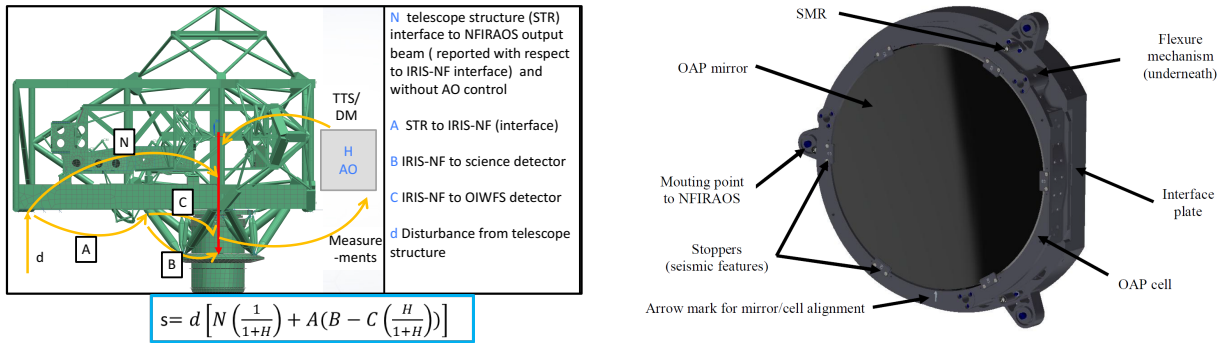 N telescope structure (STR)
interface to NFIRAOS output
beam ( reported with respect
to IRIS-NF interface) and
without AO control
A STR to IRIS-NF (interface)
B IRIS-NF to science detector
C IRIS-NF to OIWFS detector
d Disturbance from telescope
structure
TTS/
DM
H
AO
N
C
A
B
d
Measure
-ments
s= d [N (1/(1+H)) + A(B − C (H/(1+H)))]
SMR
OAP mirror
Flexure
mechanism
(underneath)
Mouting point
to NFIRAOS
Interface
plate
Stoppers
(seismic features)
OAP cell
Arrow mark for mirror/cell alignment